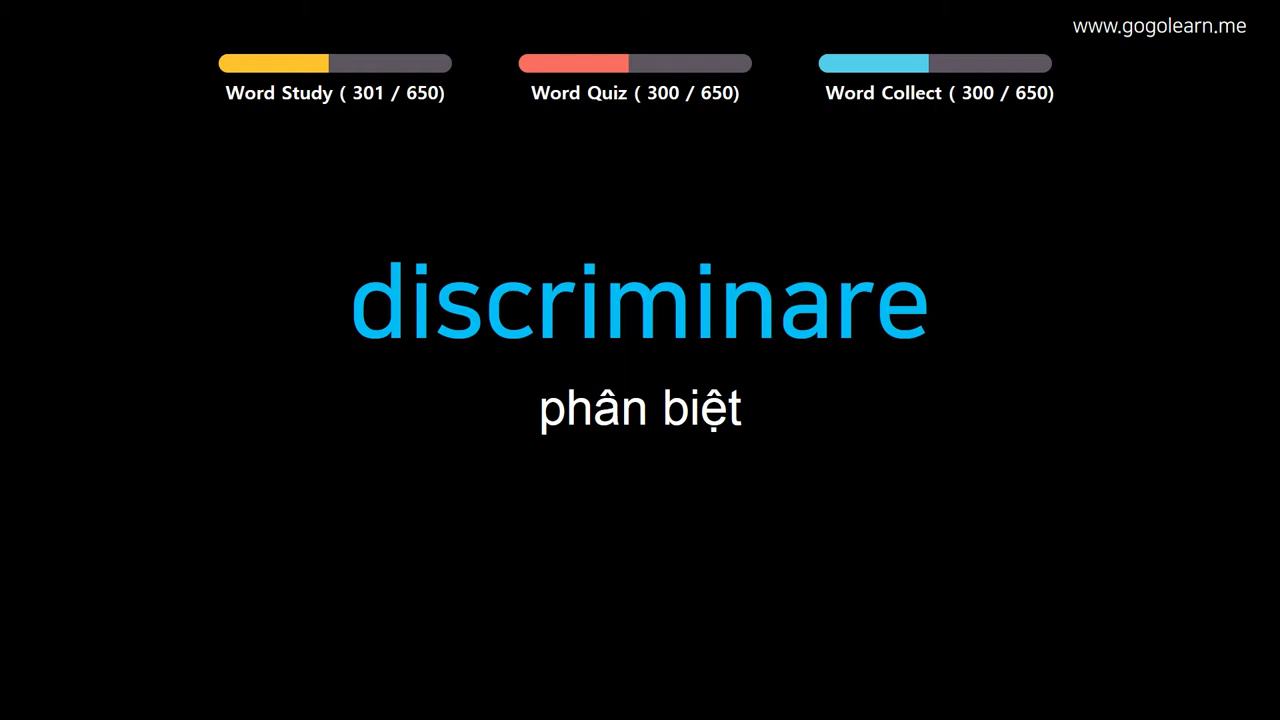 www.gogolearn.me
Word Study ( 301 / 650)
Word Quiz ( 300 / 650)
Word Collect ( 300 / 650)
discriminare
phân biệt